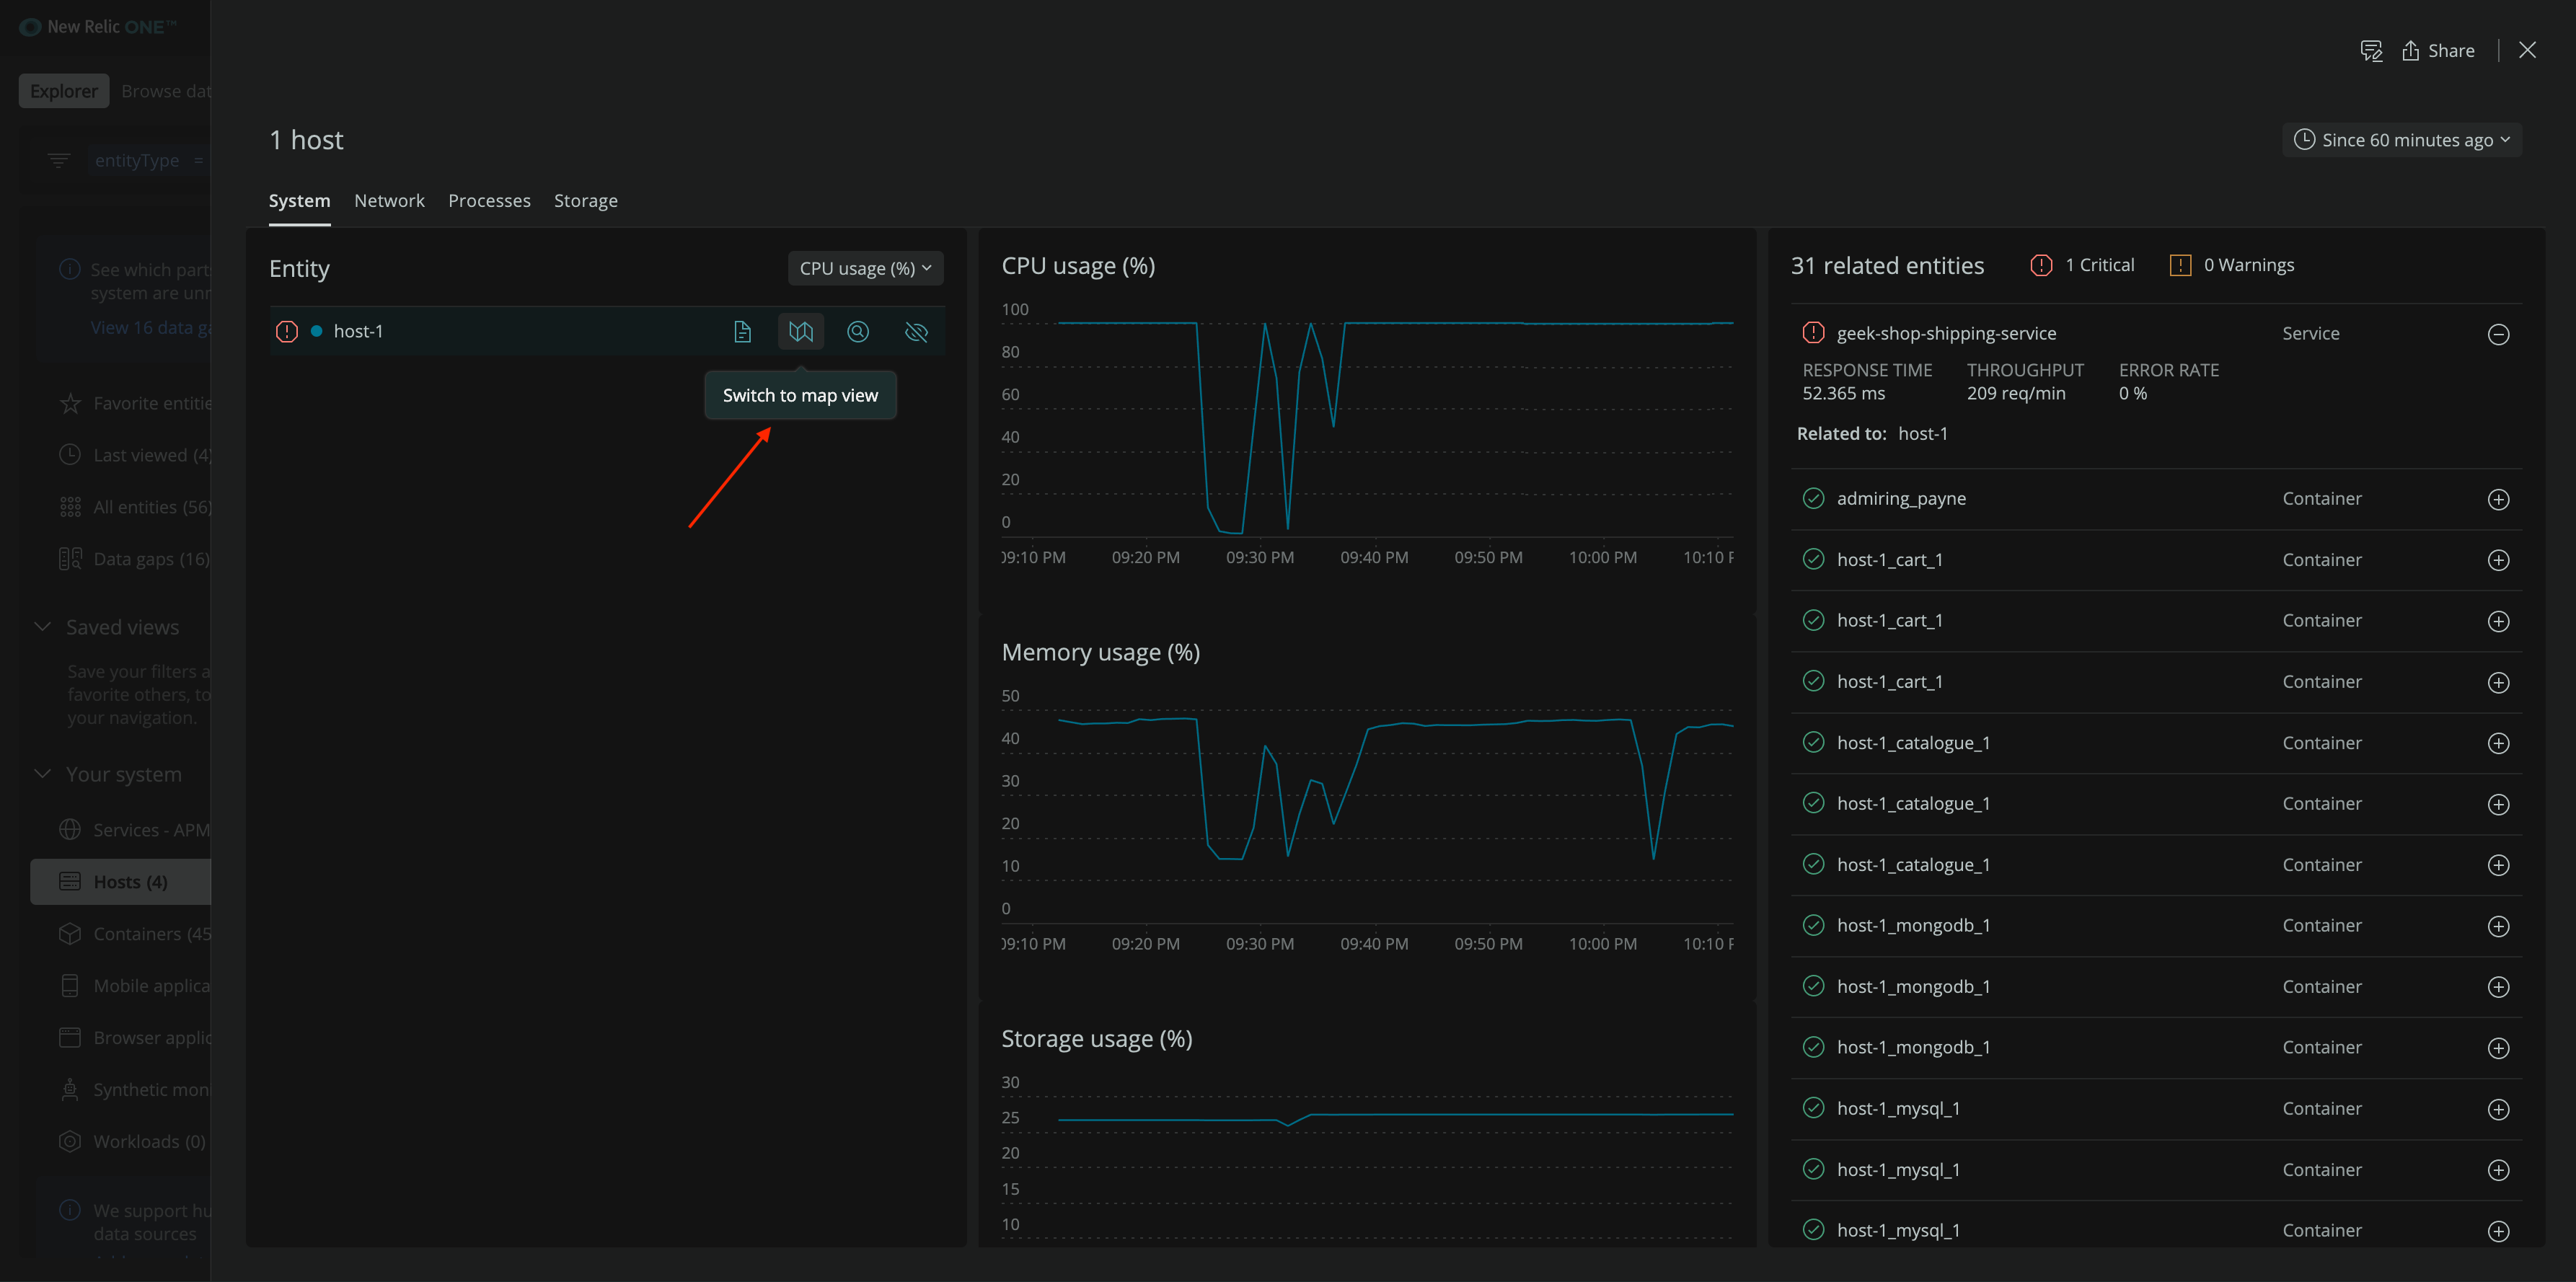 New Relic ONE™
Explorer
Browse dat
entityType =
See which part
system are unr
View 16 data ga
Favorite entitie
Last viewed (4)
All entities (56)
Data gaps (16)
Saved views
Save your filters a
favorite others, to
your navigation.
Your system
Services - APM
Hosts (4)
Containers (45
Mobile applica
Browser applic
Synthetic mon
Workloads (0)
We support hu
data sources
Share
1 host
Since 60 minutes ago
System
Network
Processes
Storage
Entity
CPU usage (%)
host-1
Switch to map view
CPU usage (%)
100
80
60
40
20
0
09:10 PM
09:20 PM
09:30 PM
09:40 PM
09:50 PM
10:00 PM
10:10 P
Memory usage (%)
50
40
30
20
10
0
09:10 PM
09:20 PM
09:30 PM
09:40 PM
09:50 PM
10:00 PM
10:10 P
Storage usage (%)
30
25
20
15
10
31 related entities
1 Critical
0 Warnings
geek-shop-shipping-service Service
RESPONSE TIME THROUGHPUT ERROR RATE
52.365 ms 209 req/min 0 %
Related to: host-1
admiring_payne Container
host-1_cart_1 Container
host-1_cart_1 Container
host-1_cart_1 Container
host-1_catalogue_1 Container
host-1_catalogue_1 Container
host-1_catalogue_1 Container
host-1_mongodb_1 Container
host-1_mongodb_1 Container
host-1_mongodb_1 Container
host-1_mysql_1 Container
host-1_mysql_1 Container
host-1_mysql_1 Container